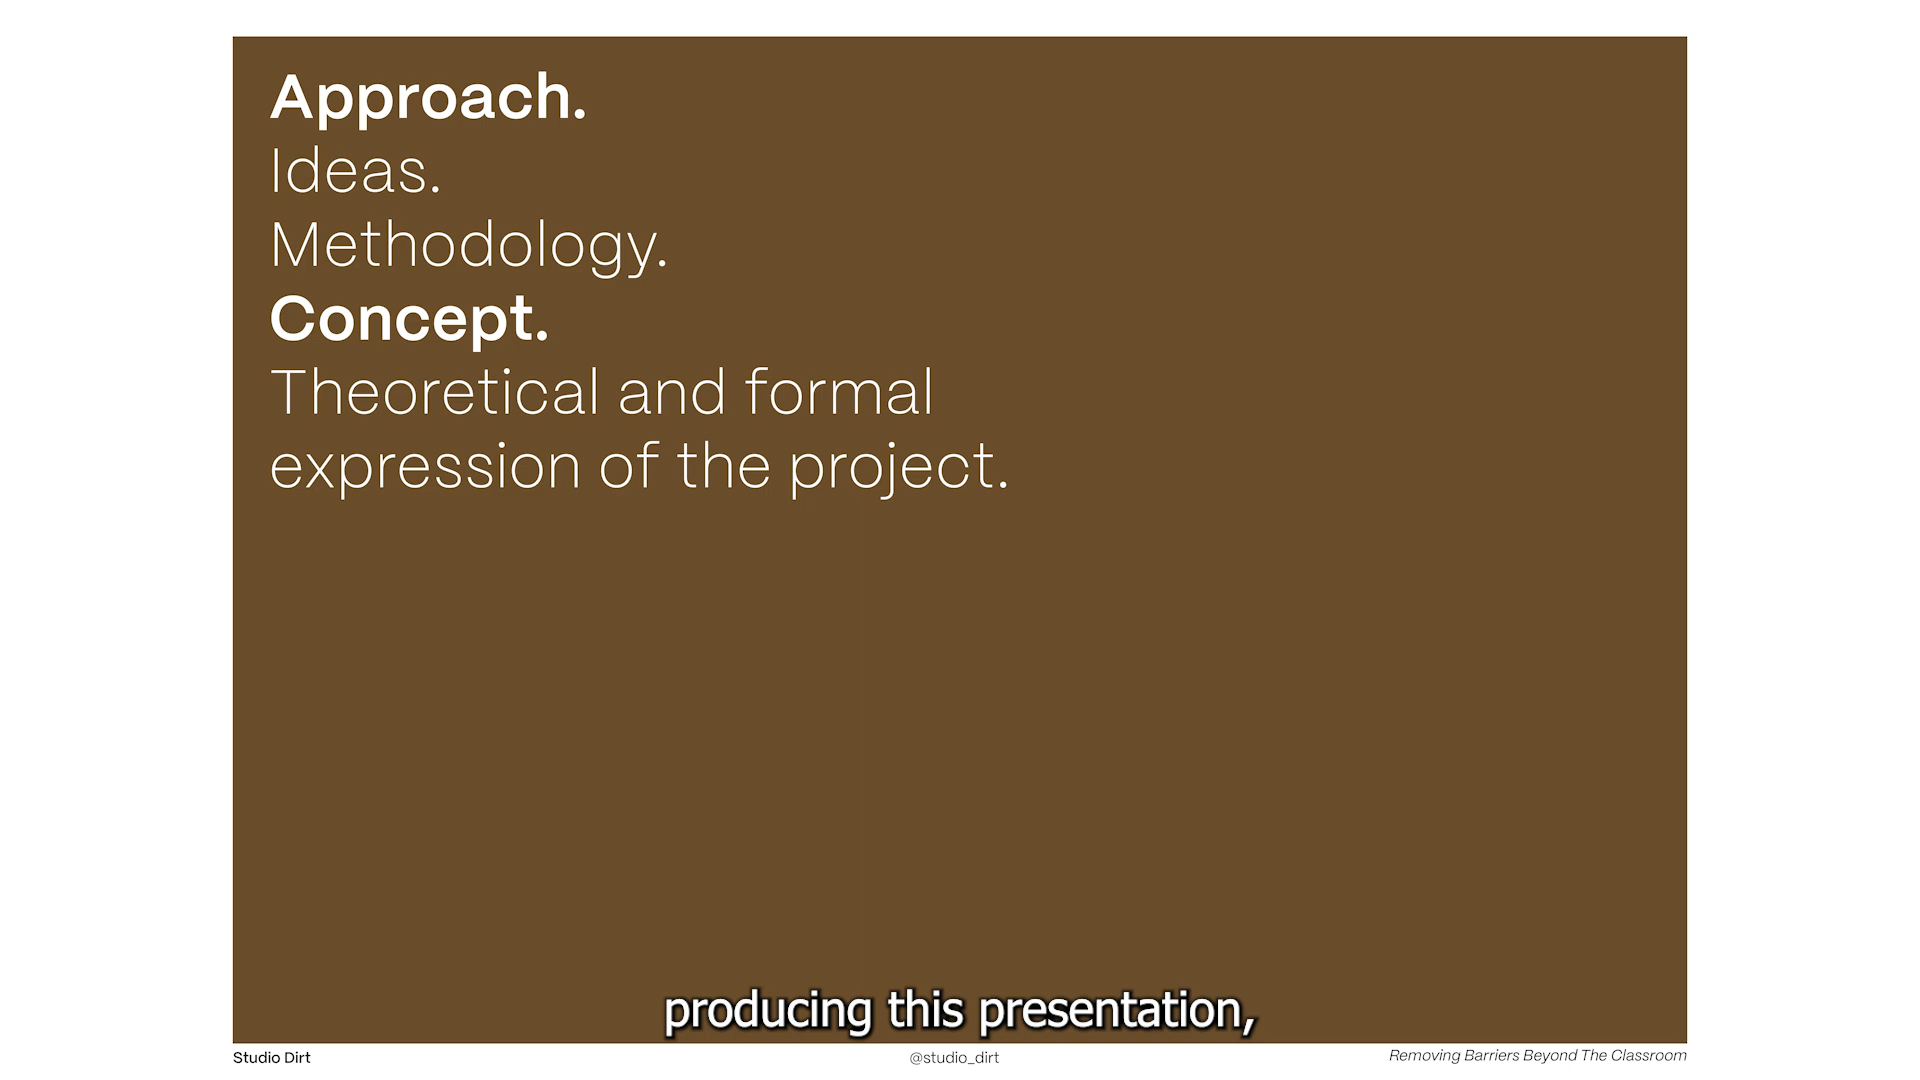 Approach.
Ideas.
Methodology.
Concept.
Theoretical and formal
expression of the project.
producing this presentation,
Studio Dirt
@studio_dirt
Removing Barriers Beyond The Classroom